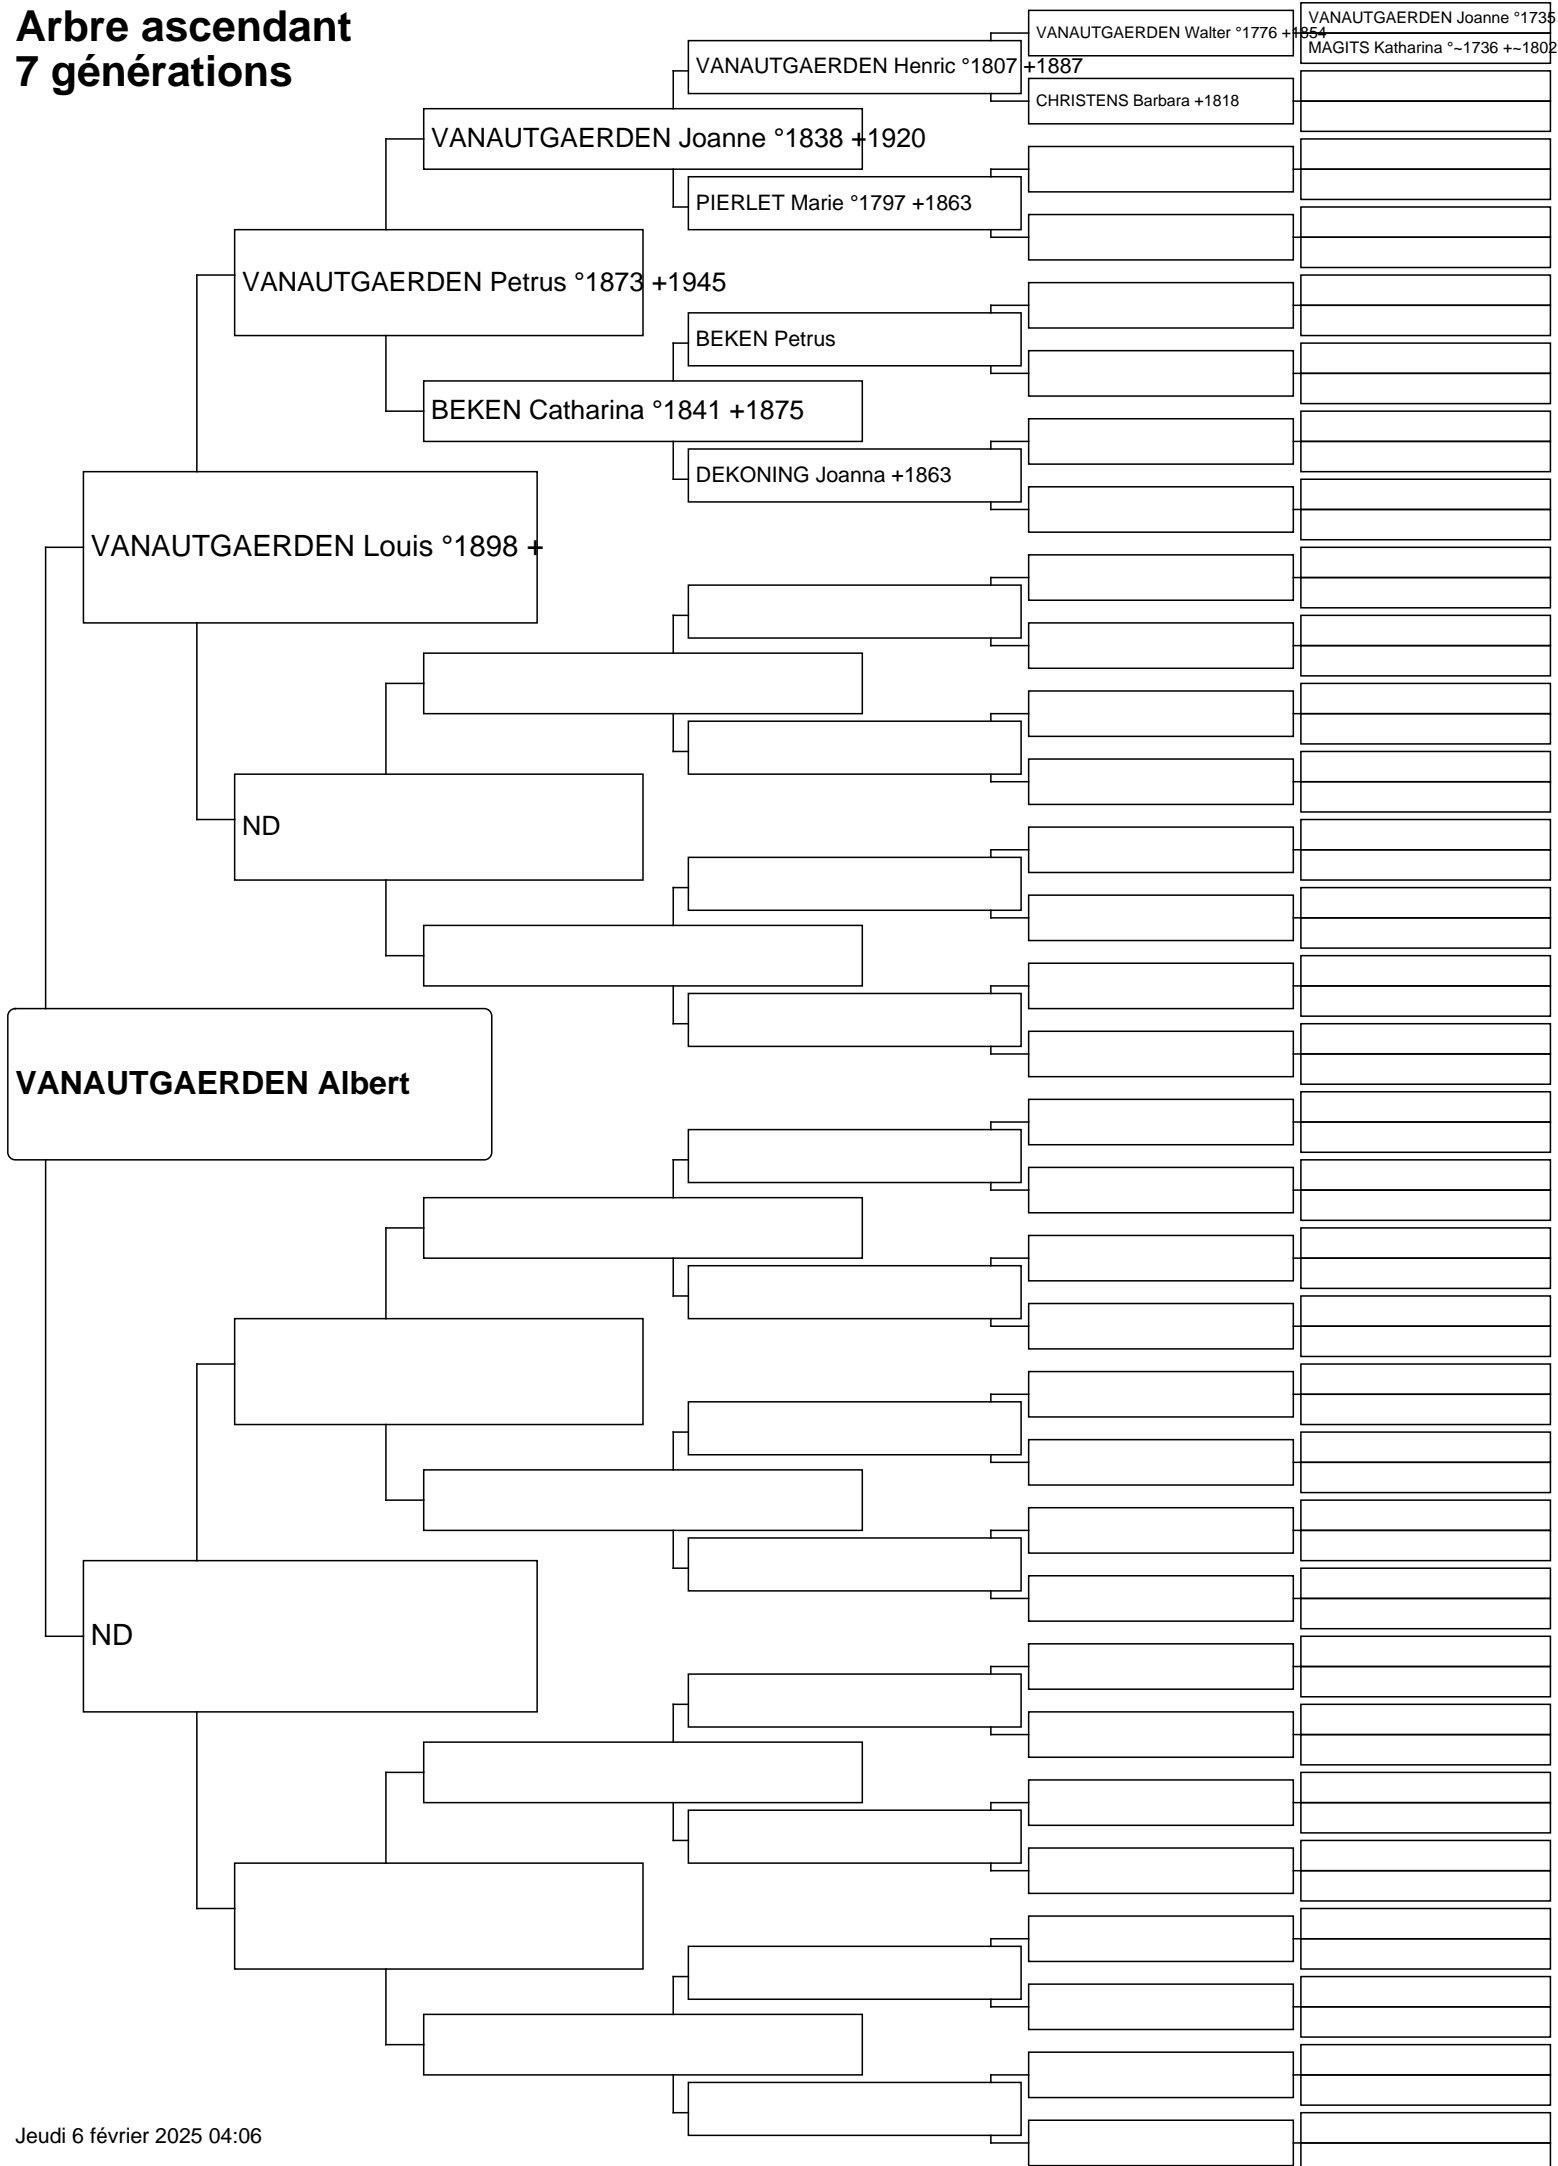 Arbre ascendant
7 générations
VANAUTGAERDEN Joanne °1735
VANAUTGAERDEN Walter °1776 +1854
MAGITS Katharina °~1736 +~1802
VANAUTGAERDEN Henric °1807 +1887
CHRISTENS Barbara +1818
VANAUTGAERDEN Joanne °1838 +1920
PIERLET Marie °1797 +1863
VANAUTGAERDEN Petrus °1873 +1945
BEKEN Petrus
BEKEN Catharina °1841 +1875
DEKONING Joanna +1863
VANAUTGAERDEN Louis °1898 +
ND
VANAUTGAERDEN Albert
ND
Jeudi 6 février 2025 04:06